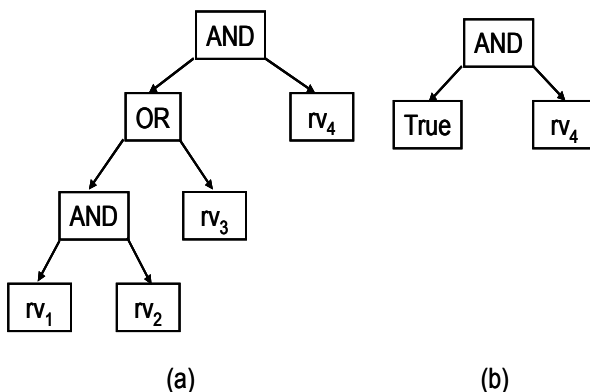 AND
OR
rv₄
AND
rv₃
rv₁
rv₂
(a)
AND
True
rv₄
(b)